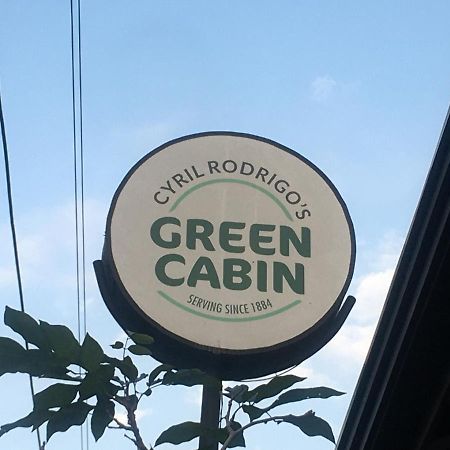 CYRIL RODRIGO'S
GREEN
CABIN
SERVING SINCE 1884